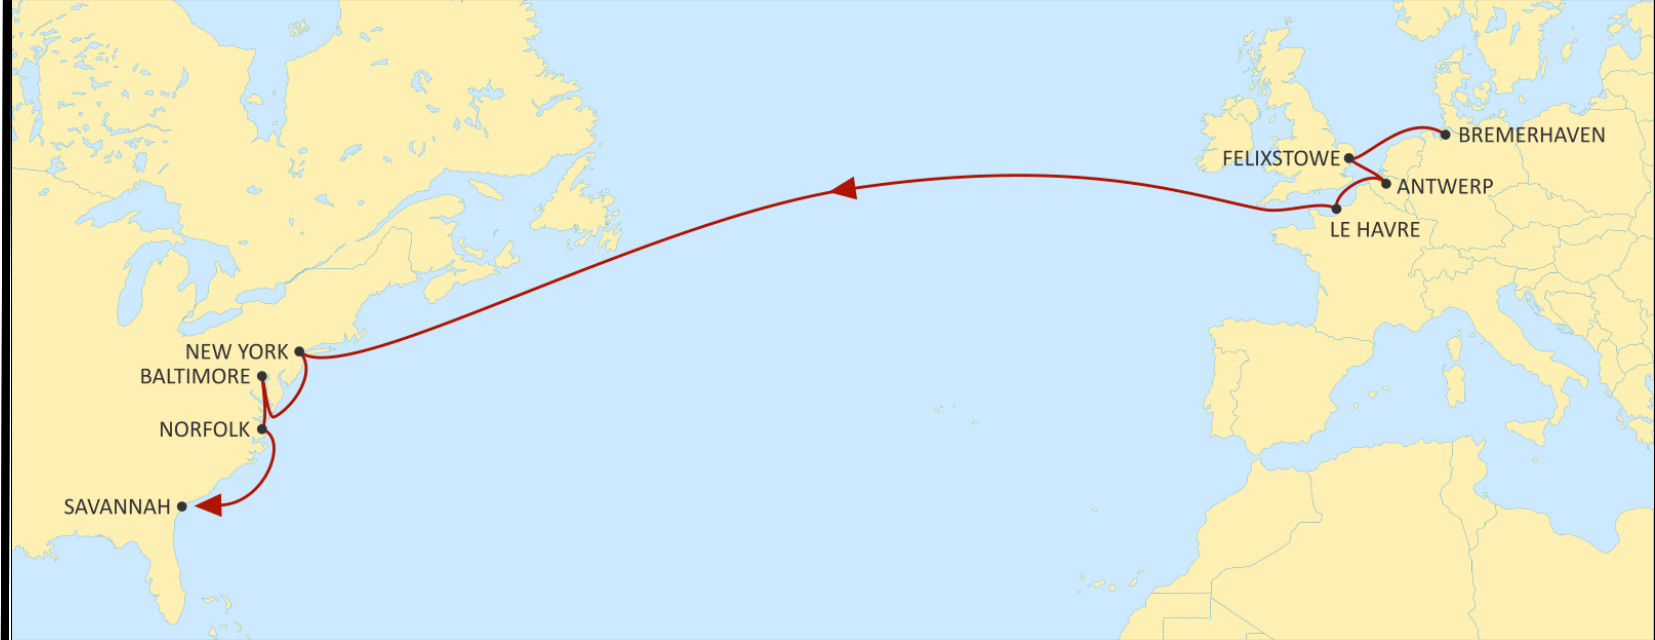 BREMERHAVEN
FELIXSTOWE
ANTWERP
LE HAVRE
NEW YORK
BALTIMORE
NORFOLK
SAVANNAH